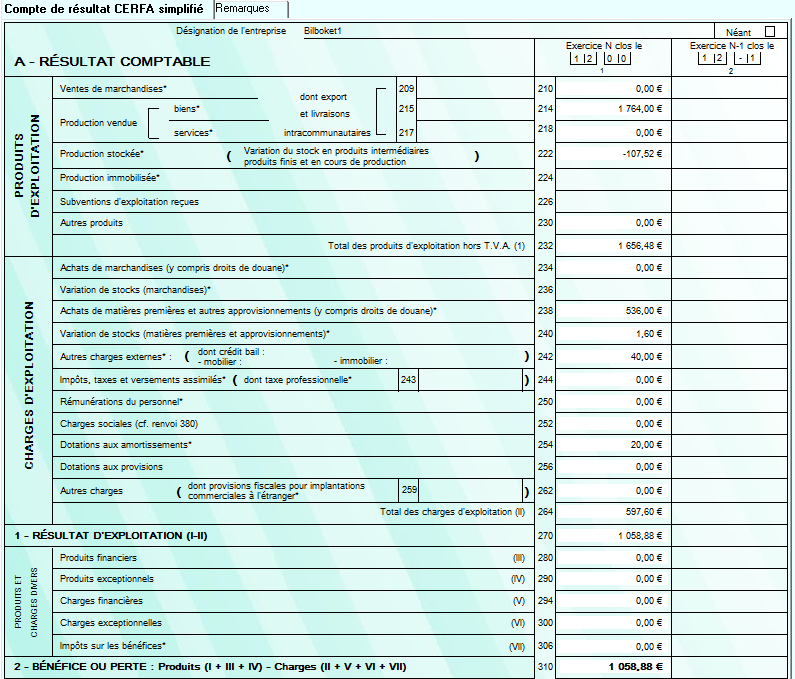 Compte de résultat CERFA simplifié Remarques
Désignation de l'entreprise Bilboket1 Néant
A - RÉSULTAT COMPTABLE
Exercice N clos le Exercice N-1 clos le
1 2 0 0 1 2 - 1
1 2
PRODUITS D'EXPLOITATION
Ventes de marchandises* 209 210 0,00 €
Production vendue
biens* dont export 215 214 1 764,00 €
et livraisons
services* intracommunautaires 217 218 0,00 €
Production stockée* ( Variation du stock en produits intermédiaires
produits finis et en cours de production ) 222 -107,52 €
Production immobilisée* 224
Subventions d'exploitation reçues 226
Autres produits 230 0,00 €
Total des produits d'exploitation hors T.V.A. (1) 232 1 656,48 €
CHARGES D'EXPLOITATION
Achats de marchandises (y compris droits de douane)* 234 0,00 €
Variation de stocks (marchandises)* 236
Achats de matières premières et autres approvisionnements (y compris droits de douane)* 238 536,00 €
Variation de stocks (matières premières et approvisionnements)* 240 1,60 €
Autres charges externes* : ( dont crédit bail :
- mobilier : - immobilier : ) 242 40,00 €
Impôts, taxes et versements assimilés* ( dont taxe professionnelle* 243 ) 244 0,00 €
Rémunérations du personnel* 250 0,00 €
Charges sociales (cf. renvoi 380) 252 0,00 €
Dotations aux amortissements* 254 20,00 €
Dotations aux provisions 256 0,00 €
Autres charges ( dont provisions fiscales pour implantations
commerciales à l'étranger* 259 ) 262 0,00 €
Total des charges d'exploitation (II) 264 597,60 €
1 - RÉSULTAT D'EXPLOITATION (I-II) 270 1 058,88 €
PRODUITS ET
CHARGES DIVERS
Produits financiers (III) 280 0,00 €
Produits exceptionnels (IV) 290 0,00 €
Charges financières (V) 294 0,00 €
Charges exceptionnelles (VI) 300 0,00 €
Impôts sur les bénéfices* (VII) 306 0,00 €
2 - BÉNÉFICE OU PERTE : Produits (I + III + IV) - Charges (II + V + VI + VII) 310 1 058,88 €